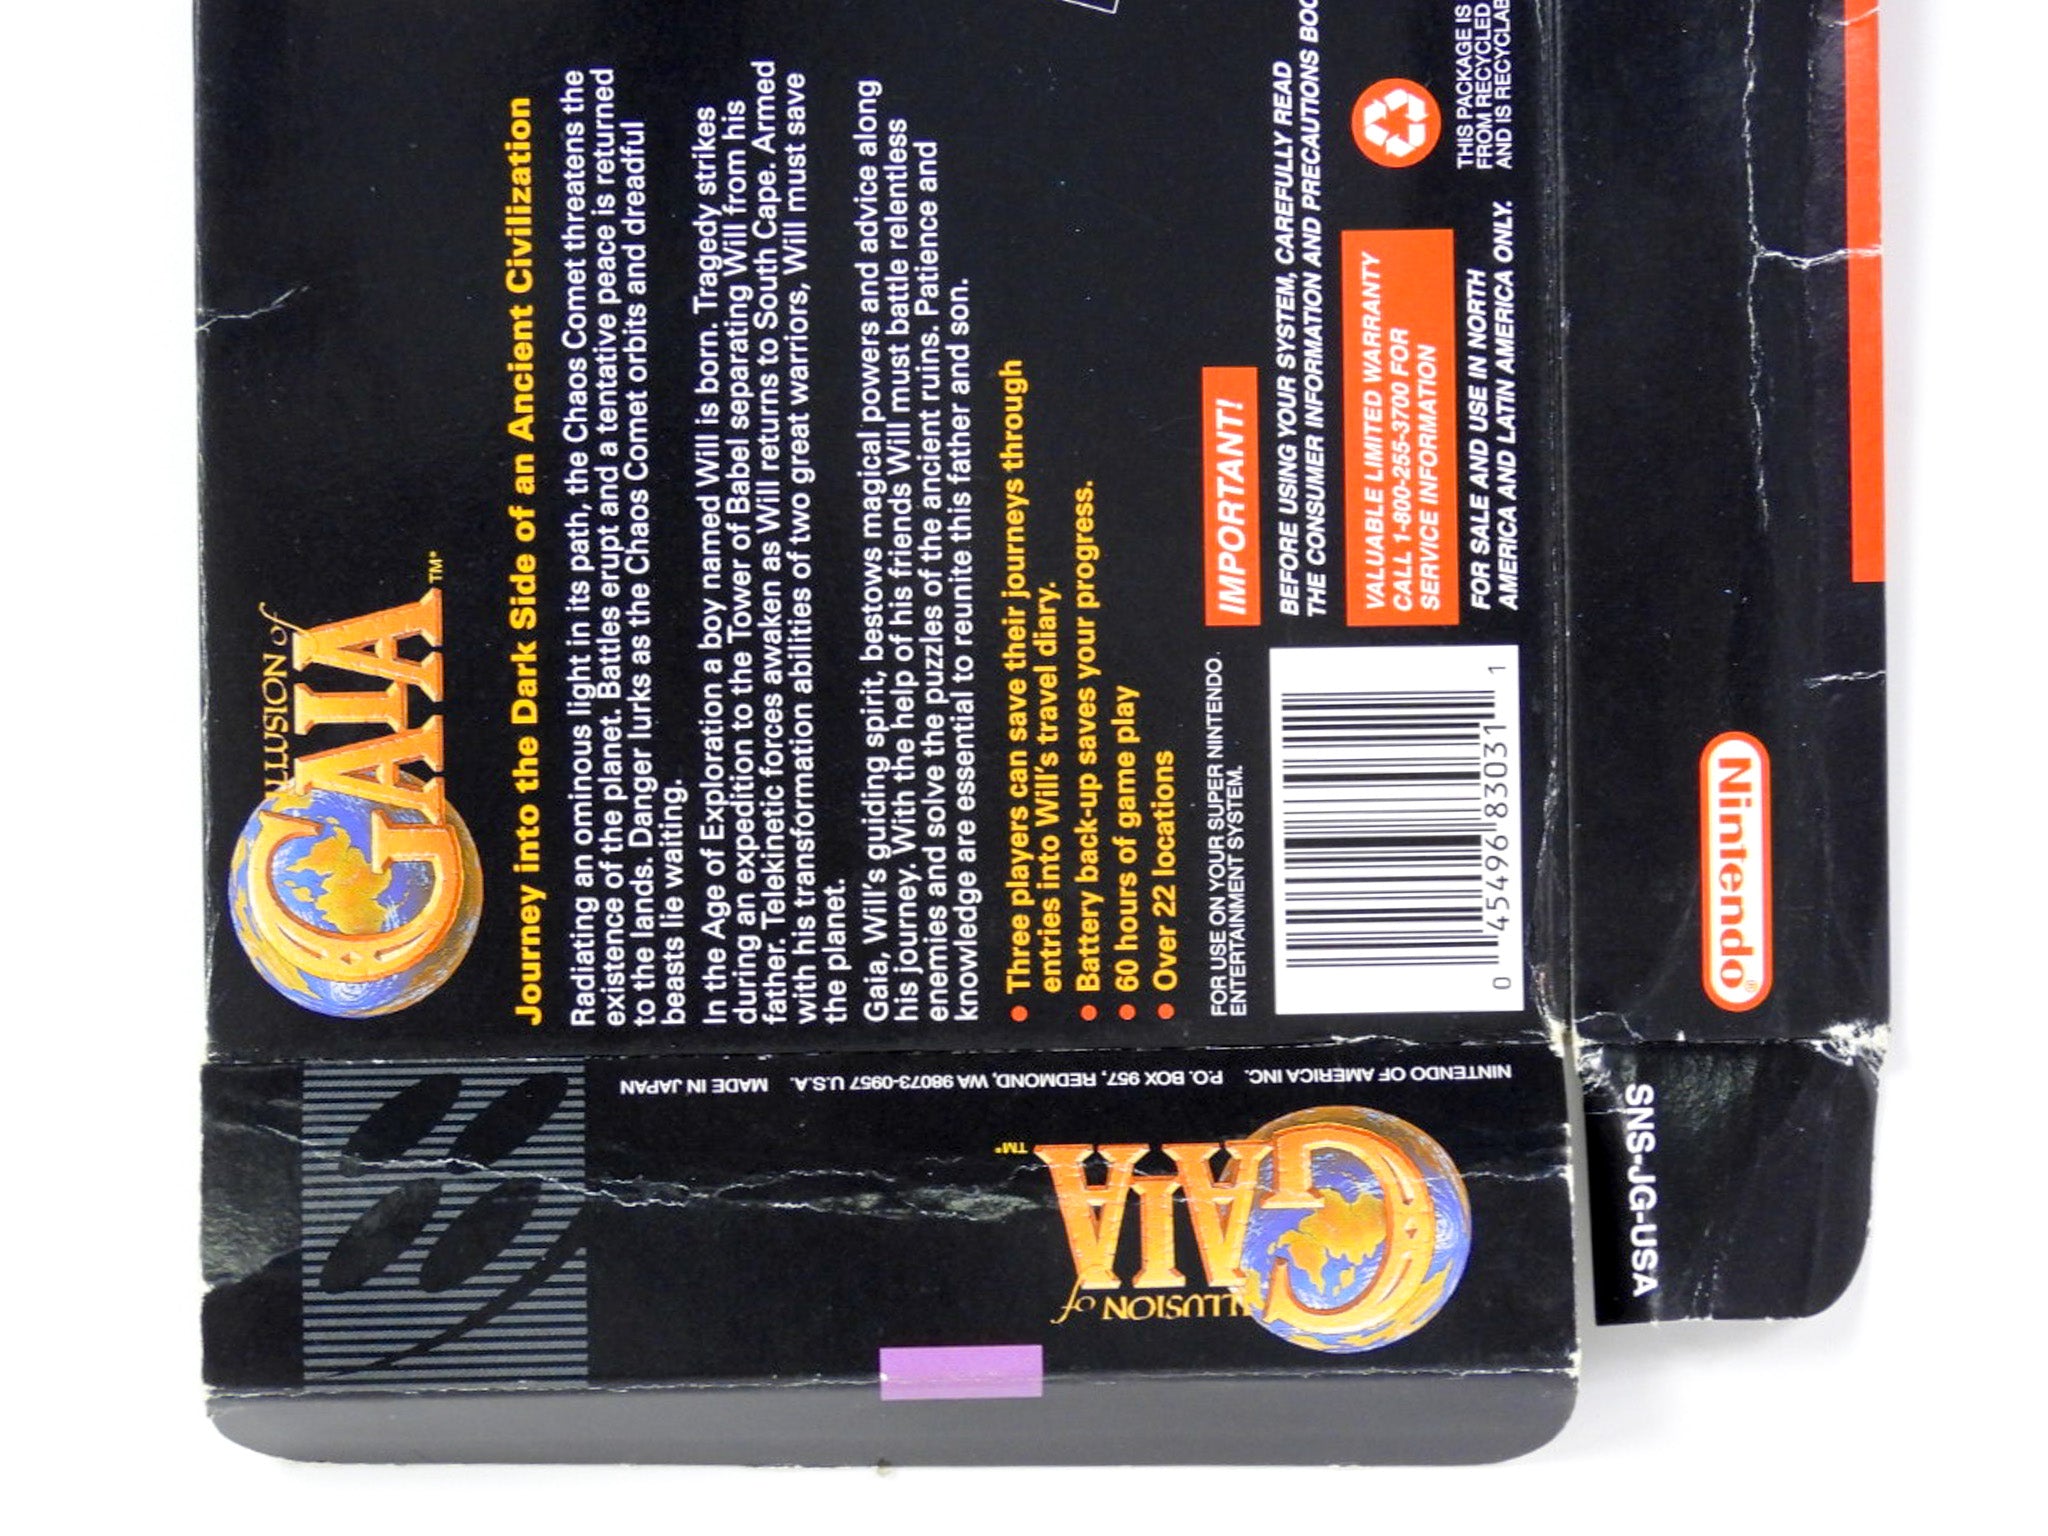 ILLUSION of
GAIA™*
Journey into the Dark Side of an Ancient Civilization
Radiating an ominous light in its path, the Chaos Comet threatens the
existence of the planet. Battles erupt and a tentative peace is returned
to the lands. Danger lurks as the Chaos Comet orbits and dreadful
beasts lie waiting.
In the Age of Exploration a boy named Will is born. Tragedy strikes
during an expedition to the Tower of Babel separating Will from his
father. Telekinetic forces awaken as Will returns to South Cape. Armed
with his transformation abilities of two great warriors, Will must save
the planet.
Gaia, Will's guiding spirit, bestows magical powers and advice along
his journey. With the help of his friends Will must battle relentless
enemies and solve the puzzles of the ancient ruins. Patience and
knowledge are essential to reunite this father and son.
• Three players can save their journeys through
entries into Will's travel diary.
• Battery back-up saves your progress.
• 60 hours of game play
• Over 22 locations
FOR USE ON YOUR SUPER NINTENDO
ENTERTAINMENT SYSTEM.
0 45496 83031 1
IMPORTANT!
BEFORE USING YOUR SYSTEM, CAREFULLY READ
THE CONSUMER INFORMATION AND PRECAUTIONS BOO
VALUABLE LIMITED WARRANTY
CALL 1-800-255-3700 FOR
SERVICE INFORMATION
FOR SALE AND USE IN NORTH
AMERICA AND LATIN AMERICA ONLY.
THIS PACKAGE IS
FROM RECYCLED
AND IS RECYCLAB
NINTENDO OF AMERICA INC. P.O. BOX 957, REDMOND, WA 98073-0957 U.S.A. MADE IN JAPAN
ILLUSION of
GAIA™*
Nintendo®
SNS-JG-USA